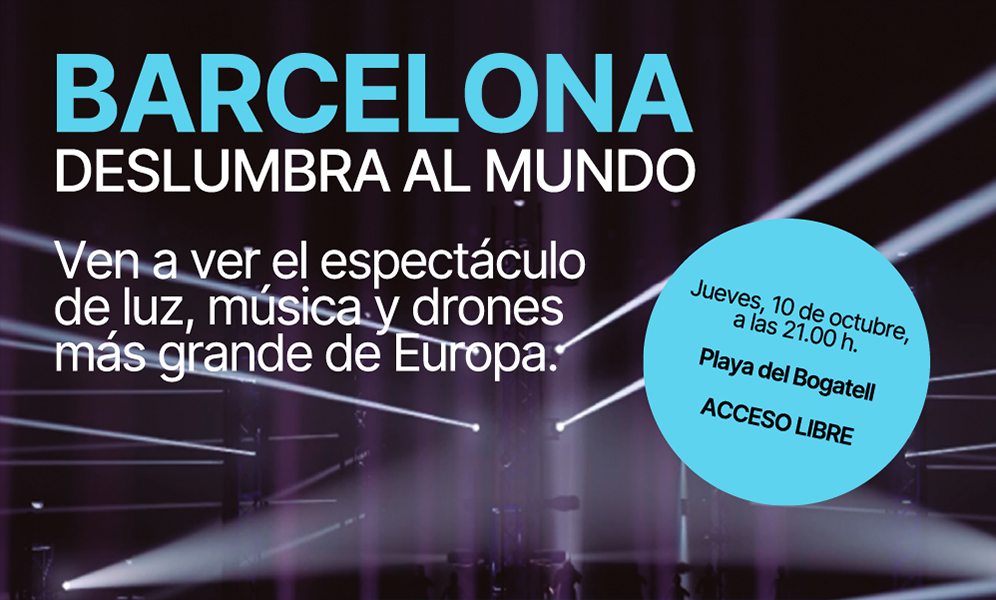 BARCELONA
DESLUMBRA AL MUNDO
Ven a ver el espectáculo
de luz, música y drones
más grande de Europa.
Jueves, 10 de octubre,
a las 21.00 h.
Playa del Bogatell
ACCESO LIBRE